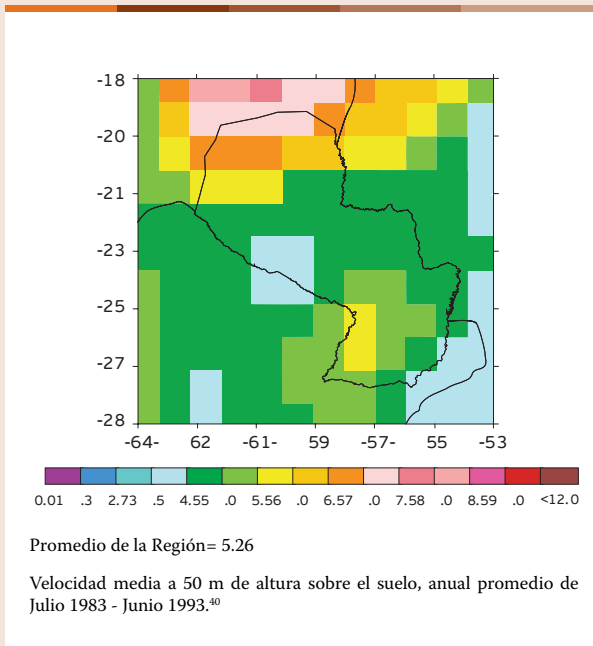 -18
-20
-21
-23
-25
-27
-28
-64- 62 -61- 59 -57- 55 -53
0.01 .3 2.73 .5 4.55 .0 5.56 .0 6.57 .0 7.58 .0 8.59 .0 <12.0
Promedio de la Región= 5.26
Velocidad media a 50 m de altura sobre el suelo, anual promedio de
Julio 1983 - Junio 1993.⁴⁰